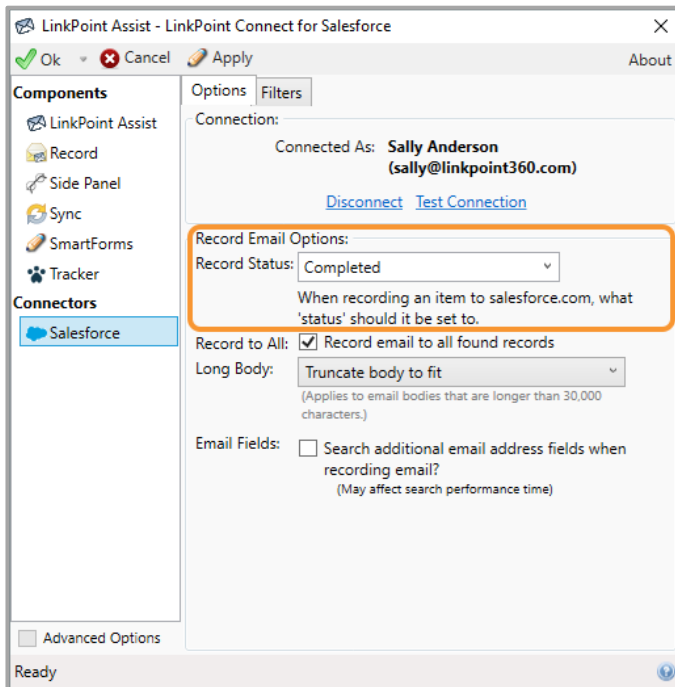 LinkPoint Assist - LinkPoint Connect for Salesforce
Ok Cancel Apply About
Components
LinkPoint Assist
Record
Side Panel
Sync
SmartForms
Tracker
Connectors
Salesforce
Options Filters
Connection:
Connected As: Sally Anderson
(sally@linkpoint360.com)
Disconnect Test Connection
Record Email Options:
Record Status: Completed
When recording an item to salesforce.com, what
'status' should it be set to.
Record to All: Record email to all found records
Long Body: Truncate body to fit
(Applies to email bodies that are longer than 30,000
characters.)
Email Fields: Search additional email address fields when
recording email?
(May affect search performance time)
Advanced Options
Ready